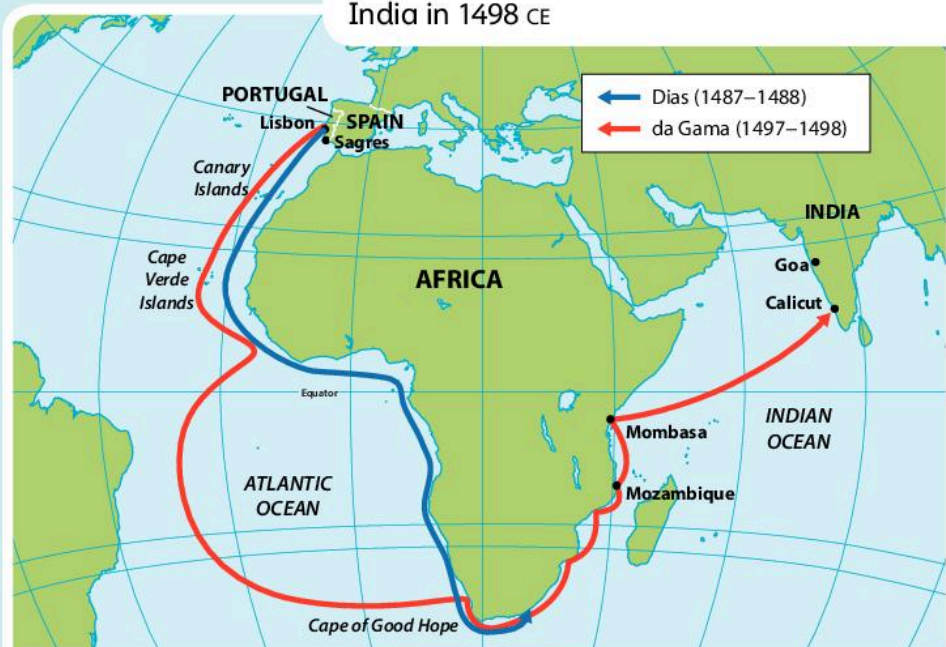 India in 1498 CE
Dias (1487–1488)
da Gama (1497–1498)
PORTUGAL
Lisbon
SPAIN
Sagres
Canary
Islands
Cape
Verde
Islands
AFRICA
INDIA
Goa
Calicut
Equator
Mombasa
INDIAN
OCEAN
ATLANTIC
OCEAN
Mozambique
Cape of Good Hope